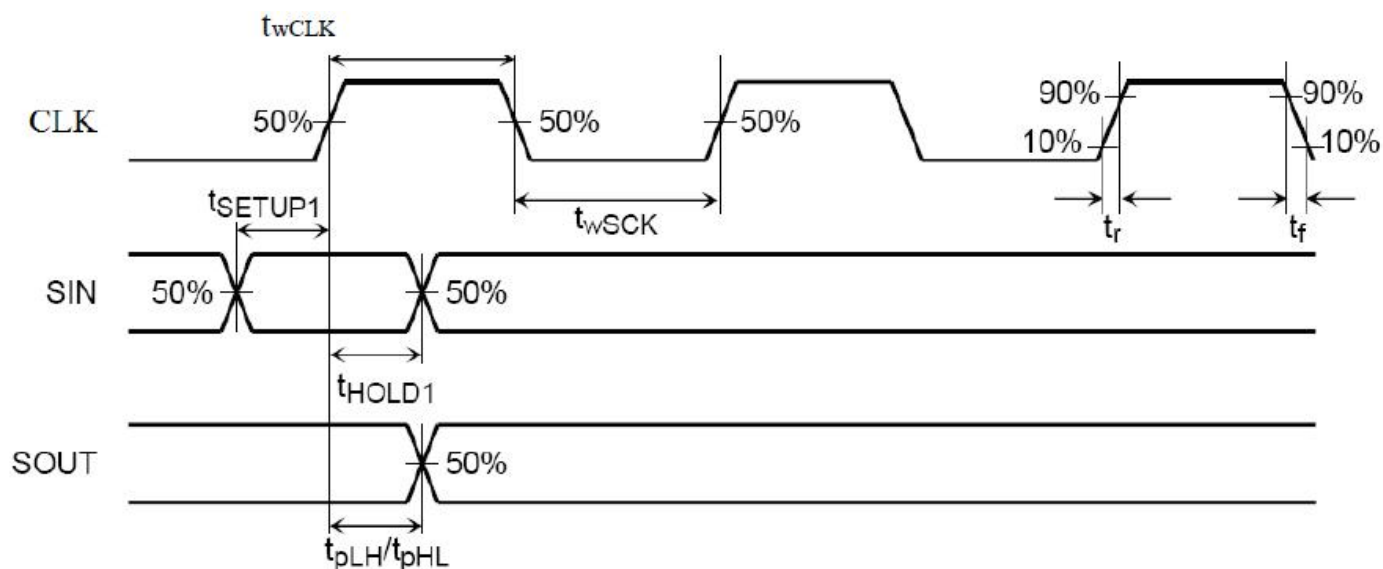 twCLK
90%
90%
CLK
50%
50%
50%
10%
10%
tSETUP1
twSCK
tr
tf
SIN
50%
50%
tHOLD1
SOUT
50%
tpLH/tpHL